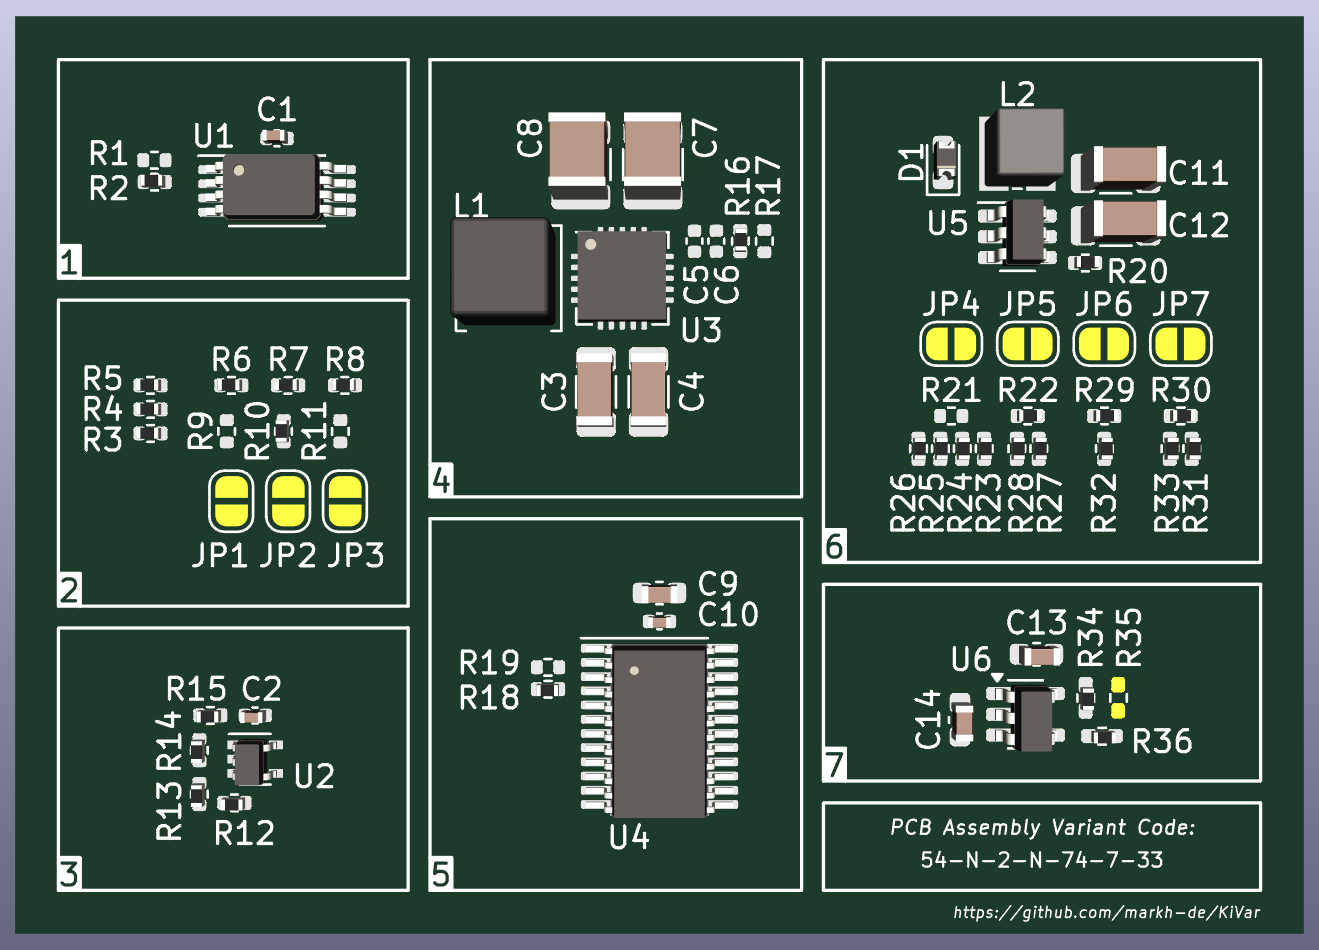 C1
U1
R1
R2
1
R6 R7 R8
R5
R4
R3
R9
R10
R11
JP1 JP2 JP3
2
R15 C2
R14
R13
U2
R12
3
C8
C7
R16
R17
L1
C5
C6
U3
C3
C4
4
C9
C10
R19
R18
U4
5
L2
D1
C11
U5
C12
R20
JP4 JP5 JP6 JP7
R21 R22 R29 R30
R26
R25
R24
R23
R28
R27
R32
R33
R31
6
C13
R34
R35
U6
C14
R36
7
PCB Assembly Variant Code:
54-N-2-N-74-7-33
https://github.com/markh-de/KiVar